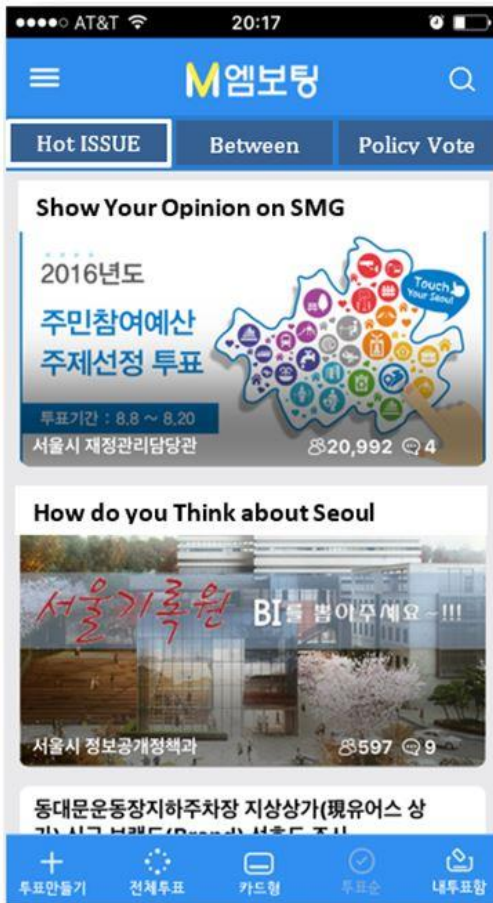 AT&T 20:17
M엠보팅
Hot ISSUE Between Policy Vote
Show Your Opinion on SMG
2016년도
주민참여예산
주제선정 투표
Touch
Your Seoul
투표기간 : 8.8 ~ 8.20
서울시 재정관리담당관 20,992 4
How do you Think about Seoul
서울기록원 BI를 뽑아주세요~!!!
서울시 정보공개정책과 597 9
동대문운동장지하주차장 지상상가(現유어스 상
투표만들기 전체투표 카드형 투표순 내투표함